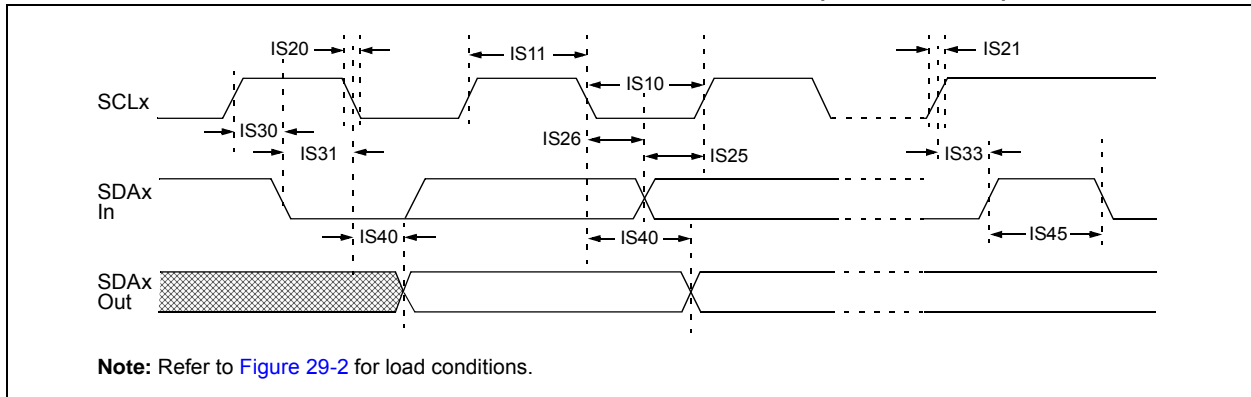 IS20
IS11
IS21
IS10
SCLx
IS30
IS26
IS31
IS25
IS33
SDAx
In
IS40
IS40
IS45
SDAx
Out
Note: Refer to Figure 29-2 for load conditions.